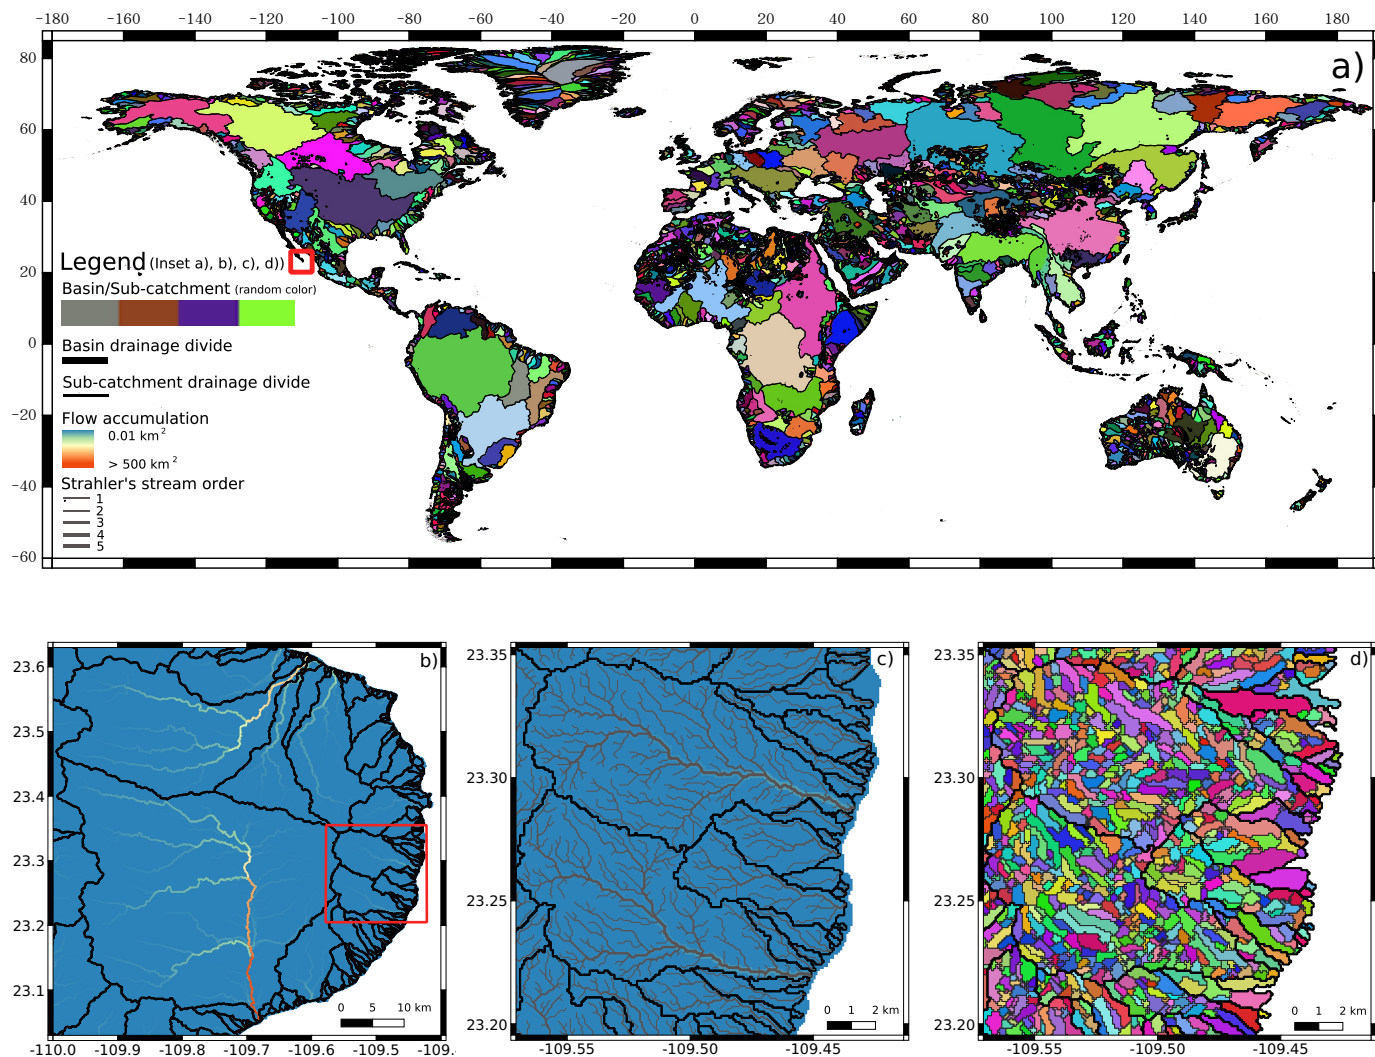 −180 −160 −140 −120 −100 −80 −60 −40 −20 0 20 40 60 80 100 120 140 160 180
a)
80
60
40
20
0
−20
−40
−60
Legend (Inset a), b), c), d))
Basin/Sub-catchment (random color)
Basin drainage divide
Sub-catchment drainage divide
Flow accumulation
0.01 km²
> 500 km²
Strahler's stream order
1
2
3
4
5
b)
23.6
23.5
23.4
23.3
23.2
23.1
0 5 10 km
-110.0 -109.9 -109.8 -109.7 -109.6 -109.5 -109.
c)
23.35
23.30
23.25
23.20
0 1 2 km
-109.55 -109.50 -109.45
d)
23.35
23.30
23.25
23.20
0 1 2 km
-109.55 -109.50 -109.45